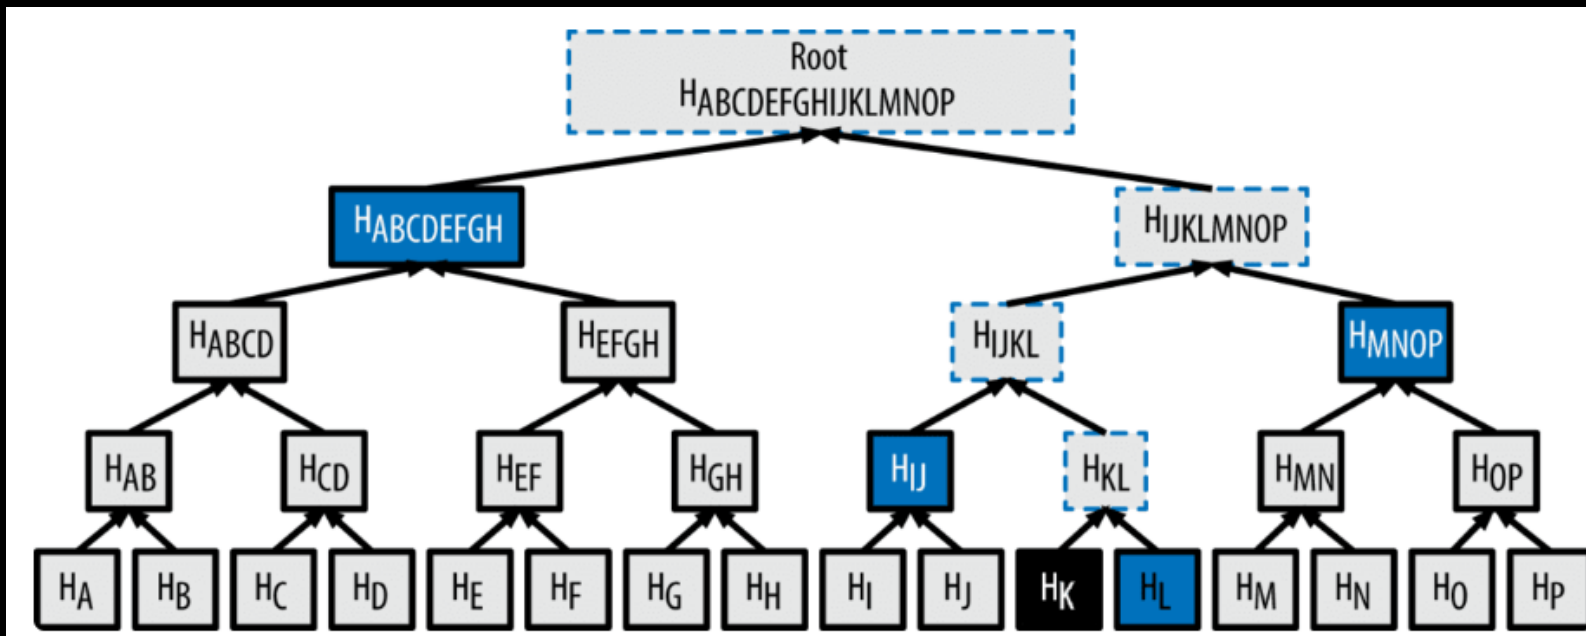 Root
HABCDEFGHIJKLMNOP
HABCDEFGH
HIJKLMNOP
HABCD
HEFGH
HIJKL
HMNOP
HAB
HCD
HEF
HGH
HIJ
HKL
HMN
HOP
HA
HB
HC
HD
HE
HF
HG
HH
HI
HJ
HK
HL
HM
HN
HO
HP